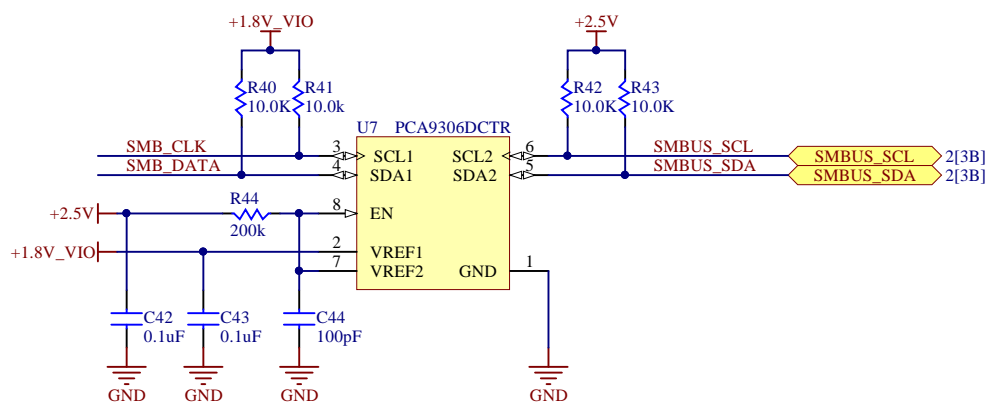 +1.8V_VIO
+2.5V
R40
10.0K
R41
10.0k
R42
10.0K
R43
10.0K
U7
PCA9306DCTR
SMB_CLK
3
SCL1
SCL2
6
SMBUS_SCL
SMBUS_SCL
2[3B]
SMB_DATA
4
SDA1
SDA2
5
SMBUS_SDA
SMBUS_SDA
2[3B]
+2.5V
R44
200k
8
EN
+1.8V_VIO
2
VREF1
7
VREF2
GND
1
C42
0.1uF
C43
0.1uF
C44
100pF
GND
GND
GND
GND